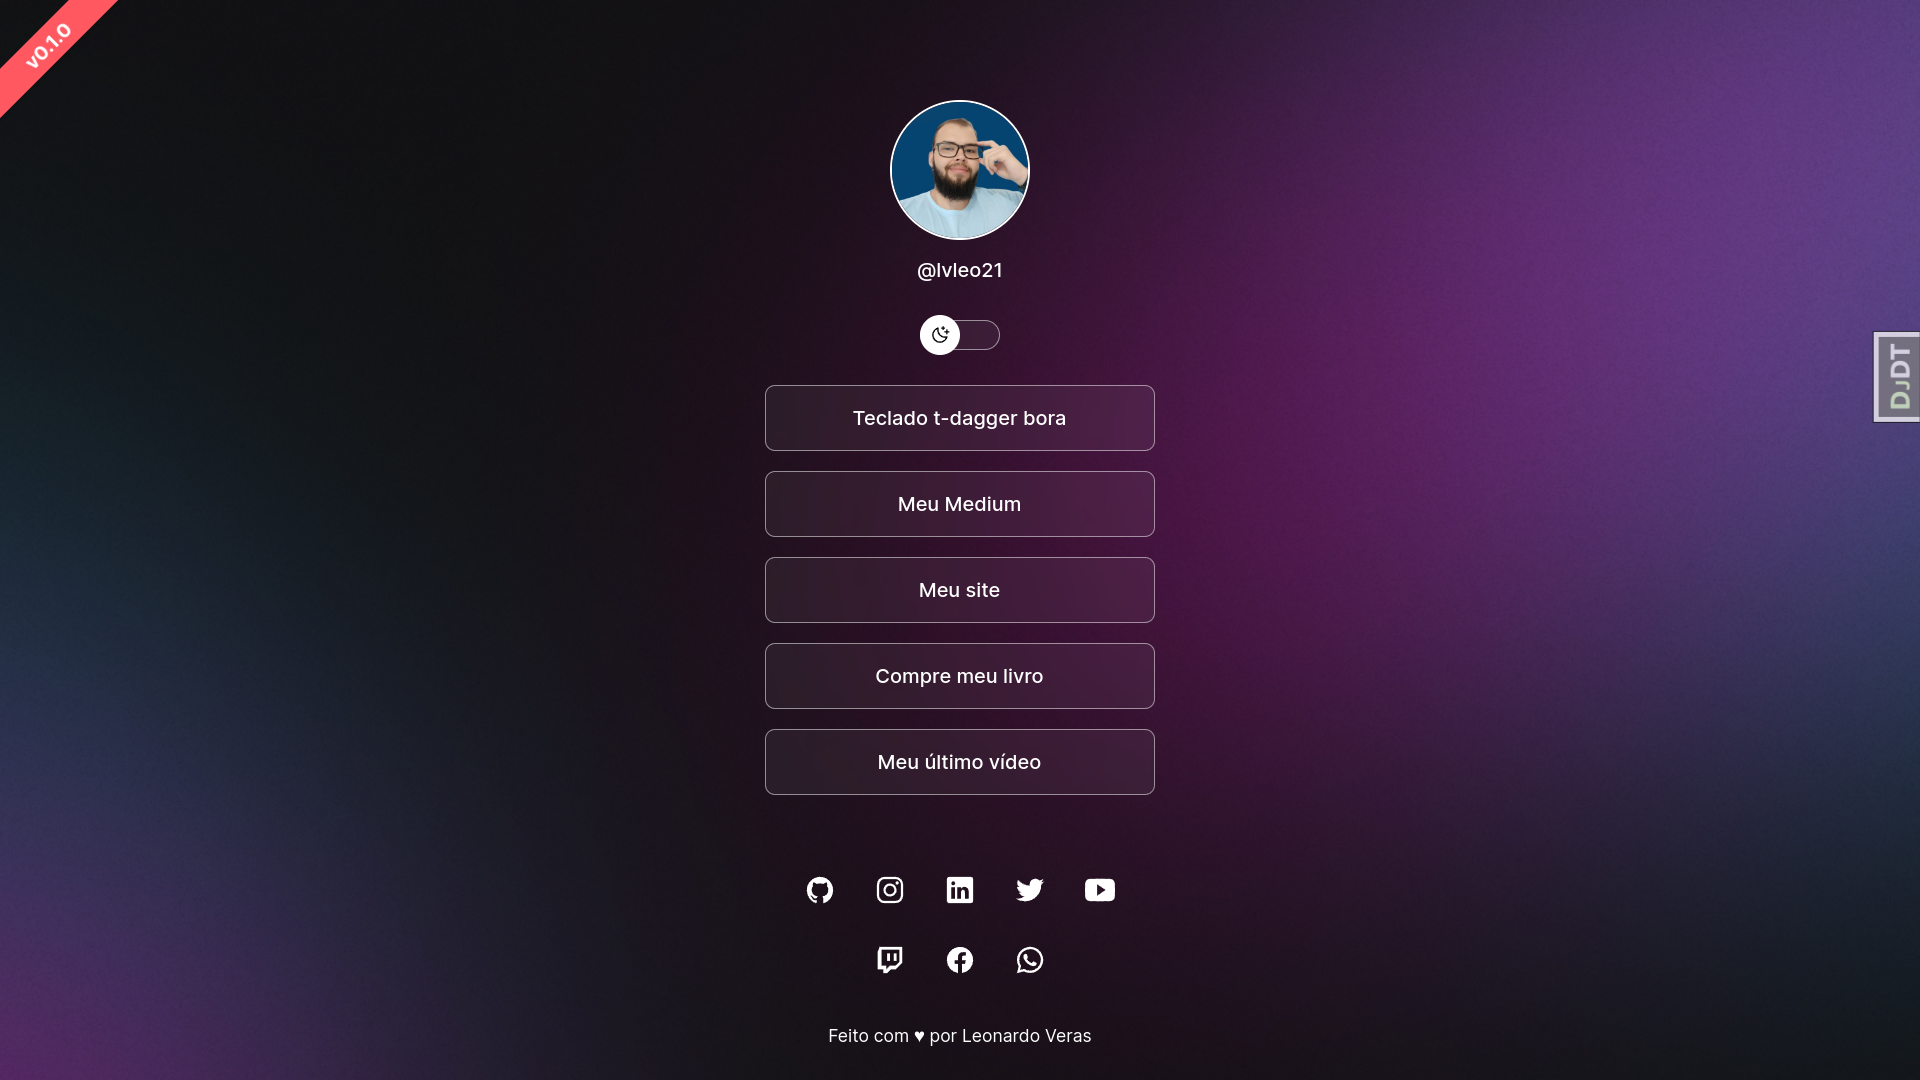 v0.1.0
@lvleo21
DJDT
Teclado t-dagger bora
Meu Medium
Meu site
Compre meu livro
Meu último vídeo
Feito com ♥ por Leonardo Veras